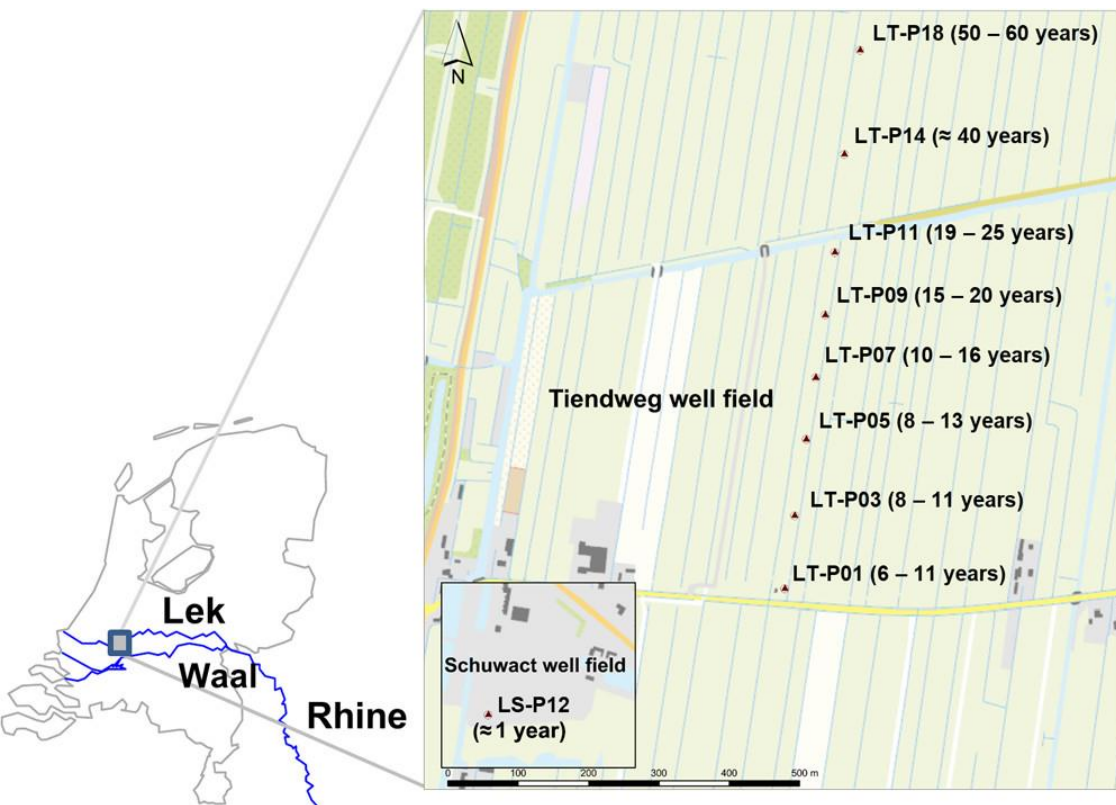 N
LT-P18 (50 – 60 years)
LT-P14 (≈ 40 years)
LT-P11 (19 – 25 years)
LT-P09 (15 – 20 years)
LT-P07 (10 – 16 years)
Tiendweg well field
LT-P05 (8 – 13 years)
LT-P03 (8 – 11 years)
LT-P01 (6 – 11 years)
Schuwact well field
LS-P12
(≈ 1 year)
0 100 200 300 400 500 m
Lek
Waal
Rhine